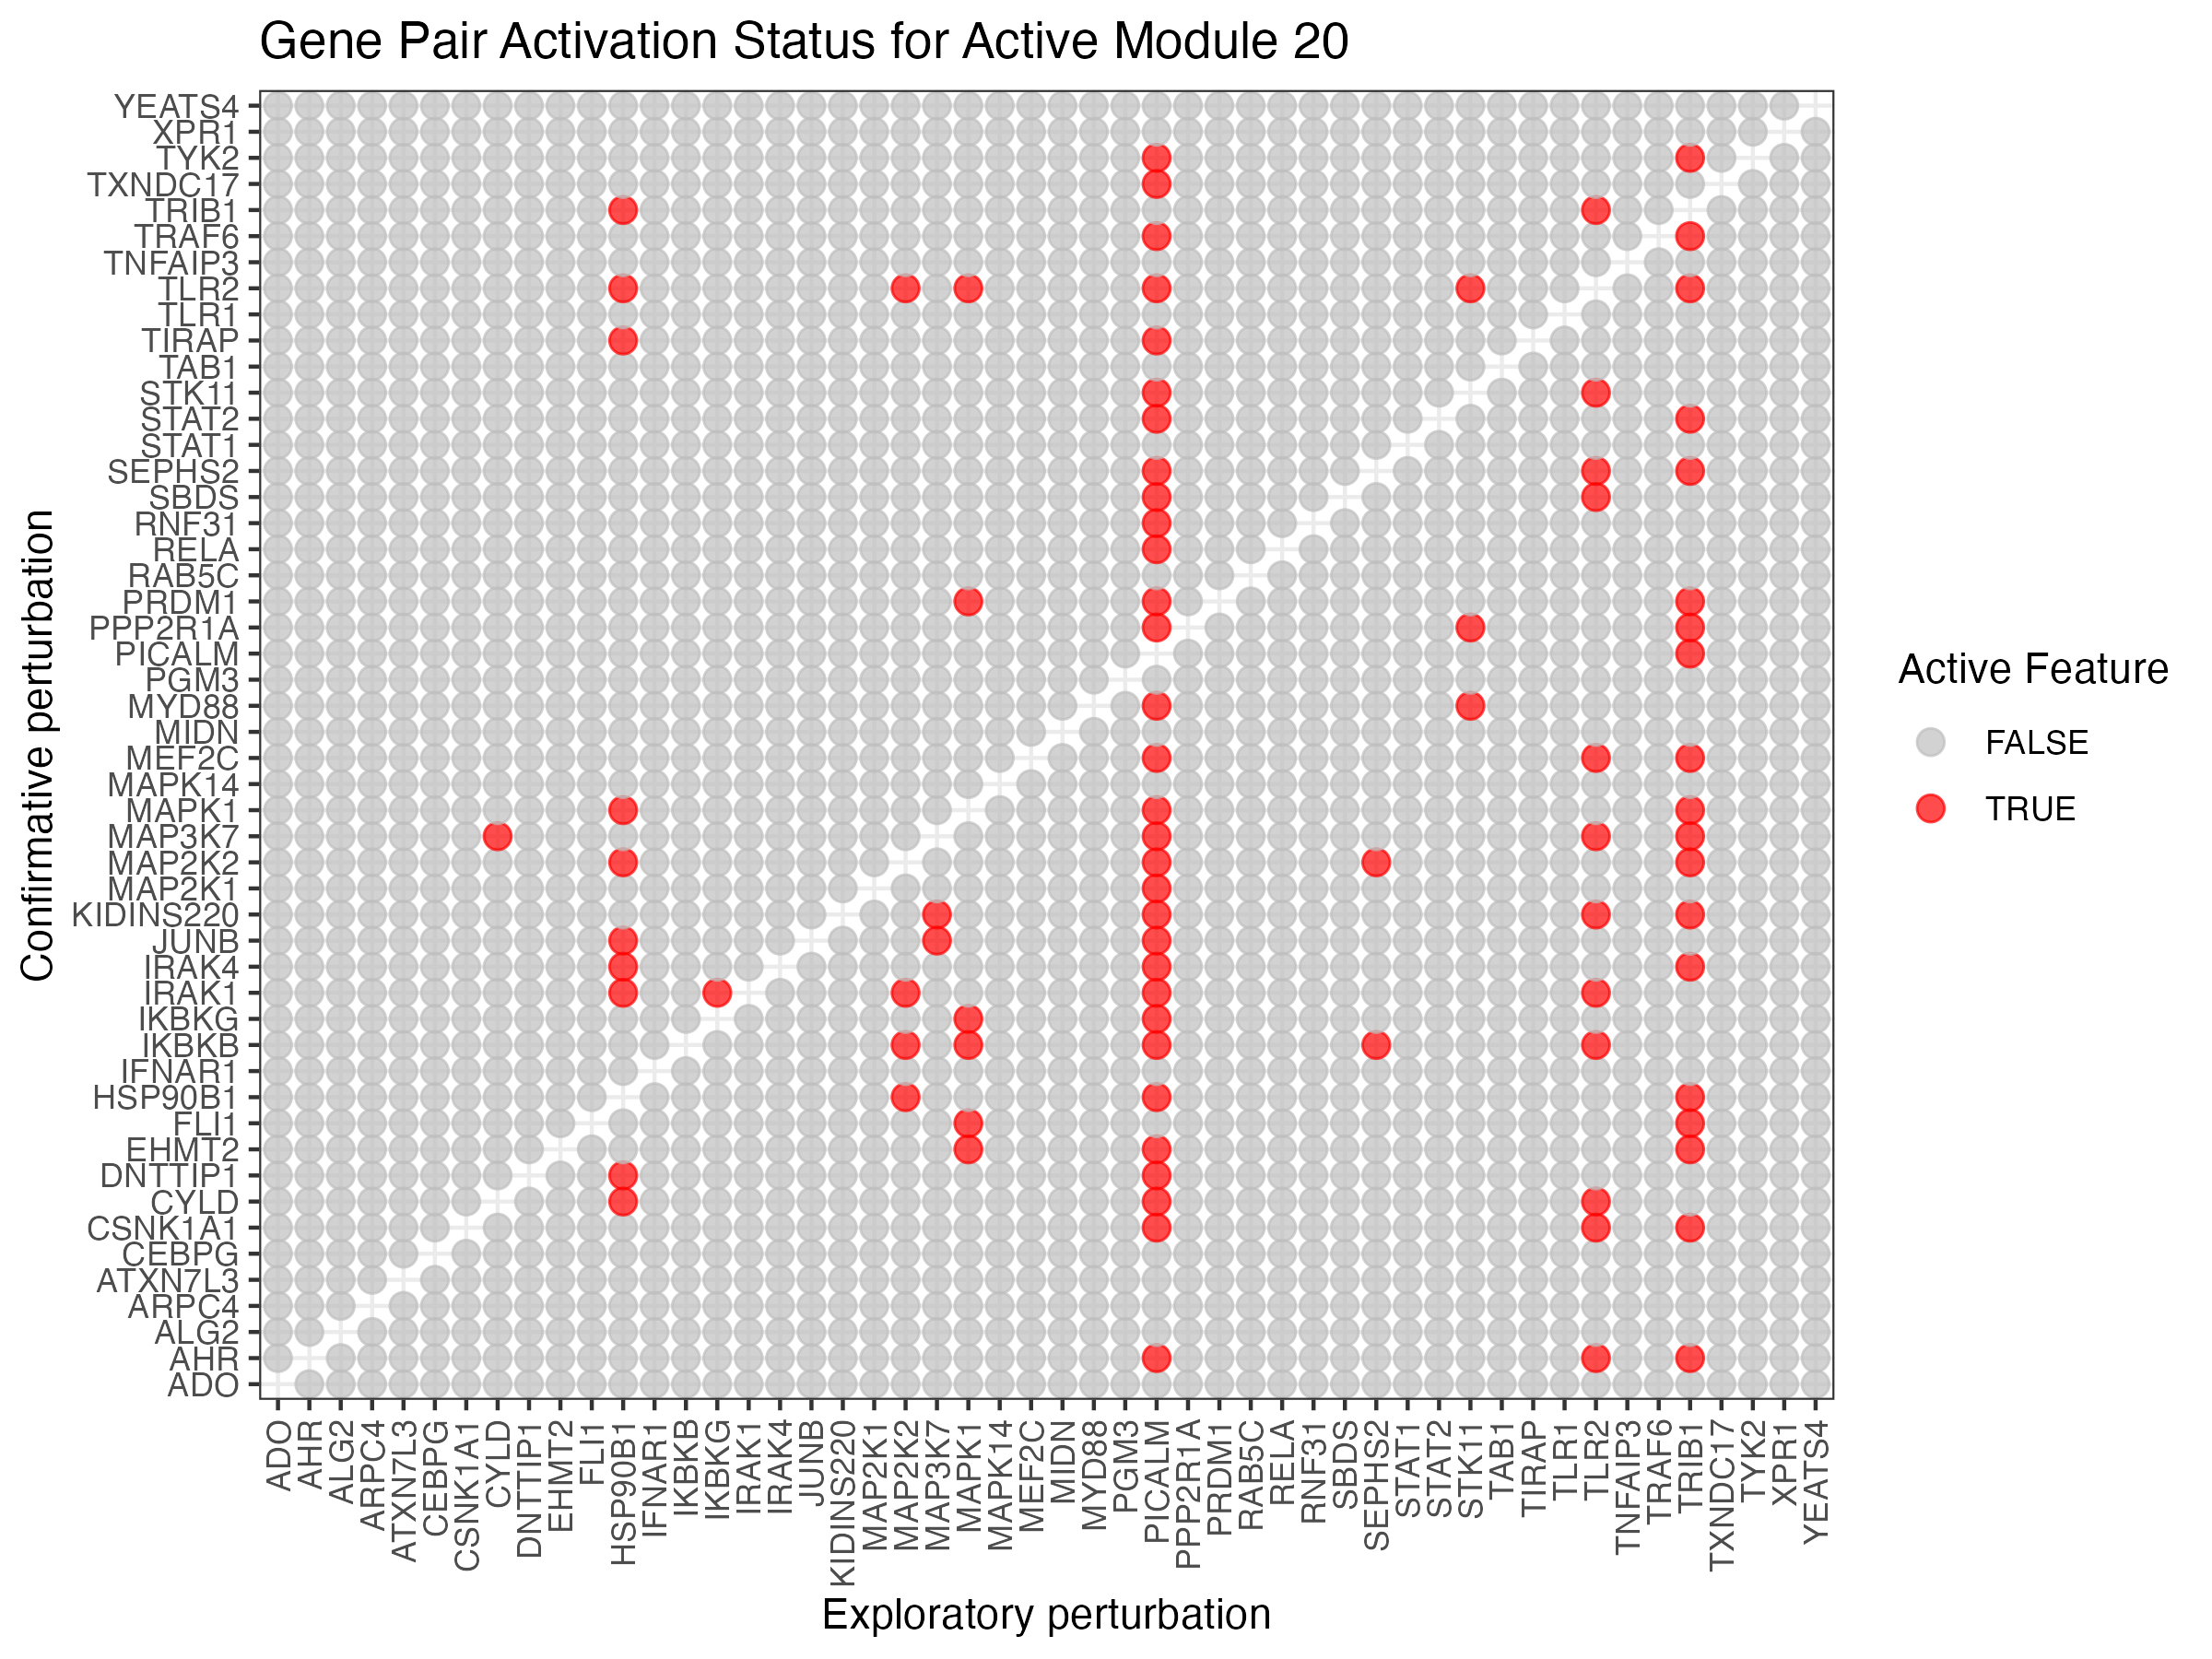 Gene Pair Activation Status for Active Module 20
Confirmative perturbation
YEATS4
XPR1
TYK2
TXNDC17
TRIB1
TRAF6
TNFAIP3
TLR2
TLR1
TIRAP
TAB1
STK11
STAT2
STAT1
SEPHS2
SBDS
RNF31
RELA
RAB5C
PRDM1
PPP2R1A
PICALM
PGM3
MYD88
MIDN
MEF2C
MAPK14
MAPK1
MAP3K7
MAP2K2
MAP2K1
KIDINS220
JUNB
IRAK4
IRAK1
IKBKG
IKBKB
IFNAR1
HSP90B1
FLI1
EHMT2
DNTTIP1
CYLD
CSNK1A1
CEBPG
ATXN7L3
ARPC4
ALG2
AHR
ADO
ADO
AHR
ALG2
ARPC4
ATXN7L3
CEBPG
CSNK1A1
CYLD
DNTTIP1
EHMT2
FLI1
HSP90B1
IFNAR1
IKBKB
IKBKG
IRAK1
IRAK4
JUNB
KIDINS220
MAP2K1
MAP2K2
MAP3K7
MAPK1
MAPK14
MEF2C
MIDN
MYD88
PGM3
PICALM
PPP2R1A
PRDM1
RAB5C
RELA
RNF31
SBDS
SEPHS2
STAT1
STAT2
STK11
TAB1
TIRAP
TLR1
TLR2
TNFAIP3
TRAF6
TRIB1
TXNDC17
TYK2
XPR1
YEATS4
Exploratory perturbation
Active Feature
FALSE
TRUE